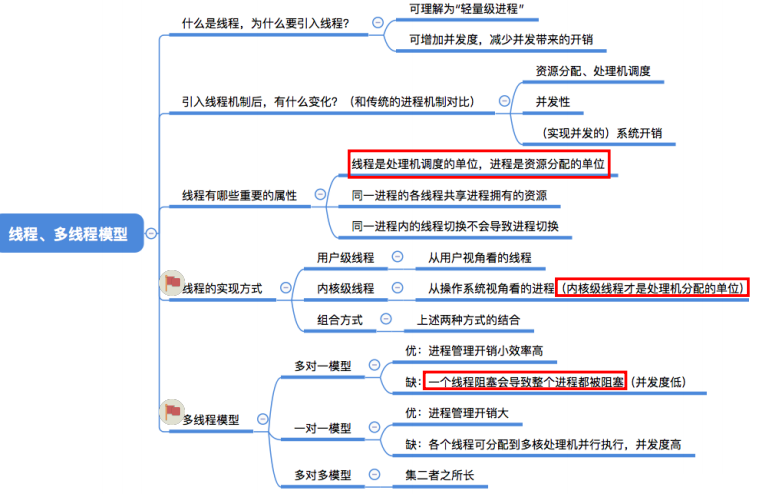 线程、多线程模型
什么是线程，为什么要引入线程？
可理解为“轻量级进程”
可增加并发度，减少并发带来的开销
引入线程机制后，有什么变化？（和传统的进程机制对比）
资源分配、处理机调度
并发性
（实现并发的）系统开销
线程有哪些重要的属性
线程是处理机调度的单位，进程是资源分配的单位
同一进程的各线程共享进程拥有的资源
同一进程内的线程切换不会导致进程切换
线程的实现方式
用户级线程
从用户视角看的线程
内核级线程
从操作系统视角看的进程（内核级线程才是处理机分配的单位）
组合方式
上述两种方式的结合
多线程模型
多对一模型
优：进程管理开销小效率高
缺：一个线程阻塞会导致整个进程都被阻塞（并发度低）
一对一模型
优：进程管理开销大
缺：各个线程可分配到多核处理机并行执行，并发度高
多对多模型
集二者之所长